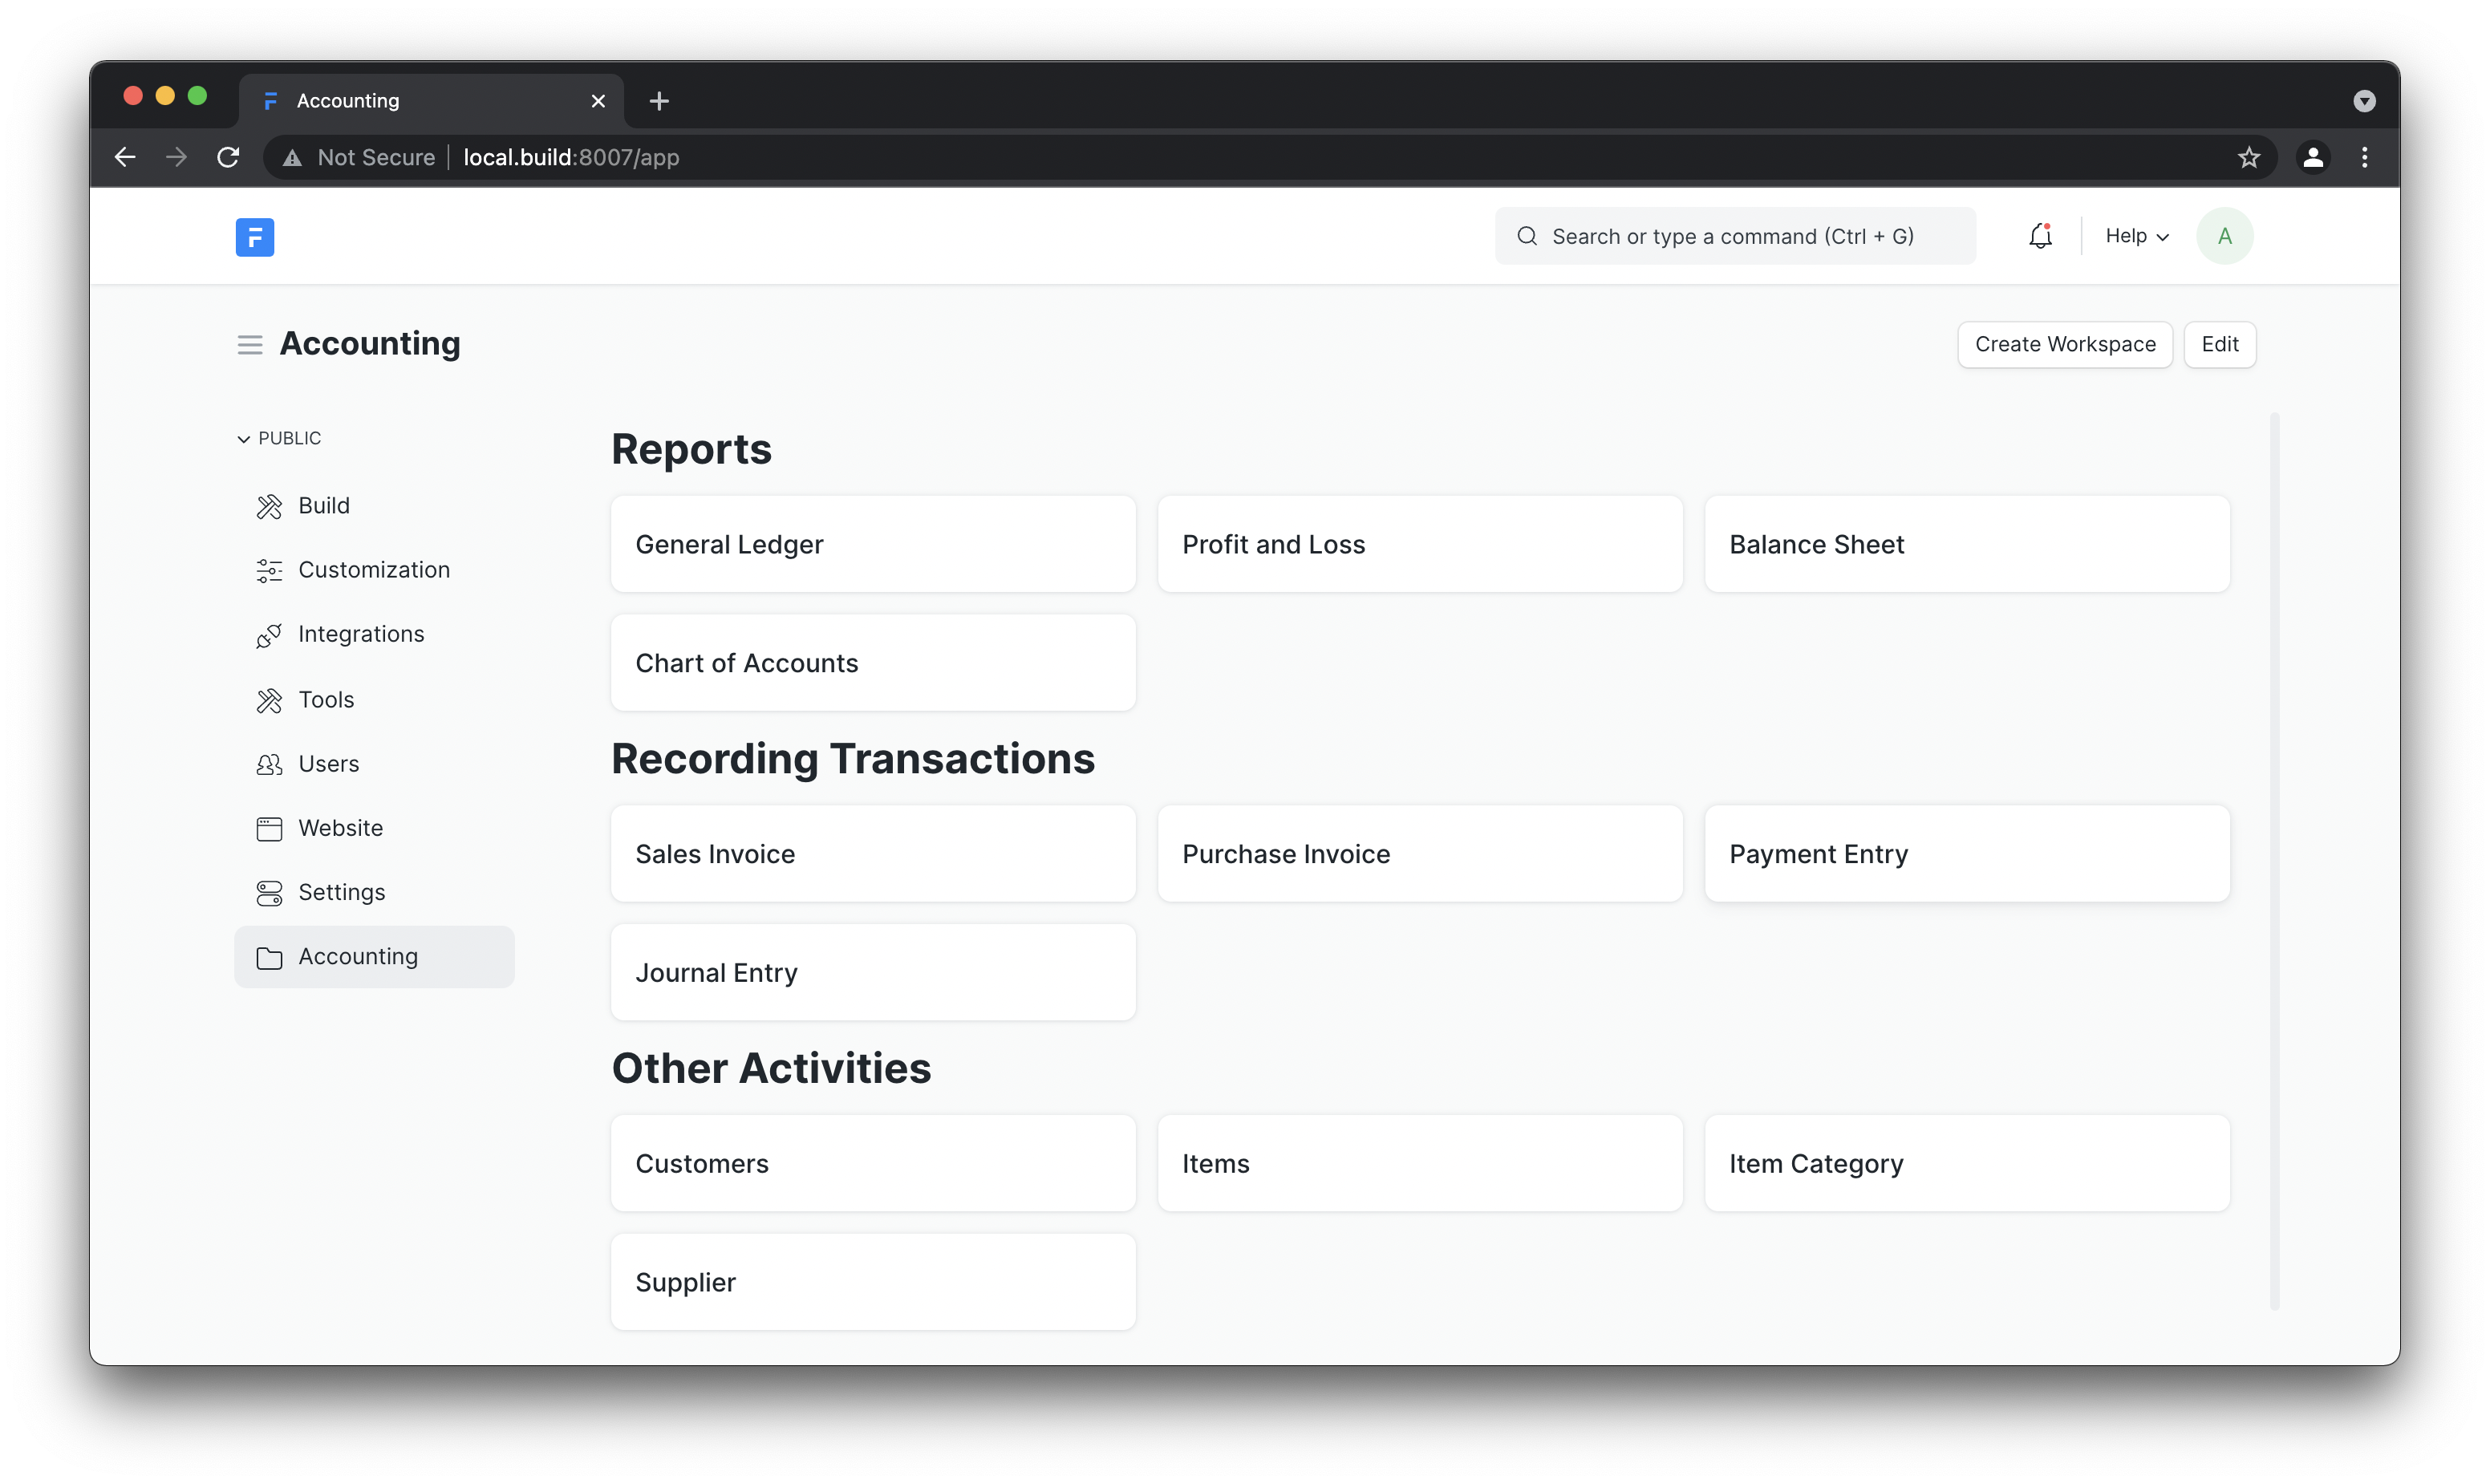 Accounting
Not Secure | local.build:8007/app
F
Search or type a command (Ctrl + G)
Help
A
Accounting
Create Workspace
Edit
PUBLIC
Build
Customization
Integrations
Tools
Users
Website
Settings
Accounting
Reports
General Ledger
Profit and Loss
Balance Sheet
Chart of Accounts
Recording Transactions
Sales Invoice
Purchase Invoice
Payment Entry
Journal Entry
Other Activities
Customers
Items
Item Category
Supplier